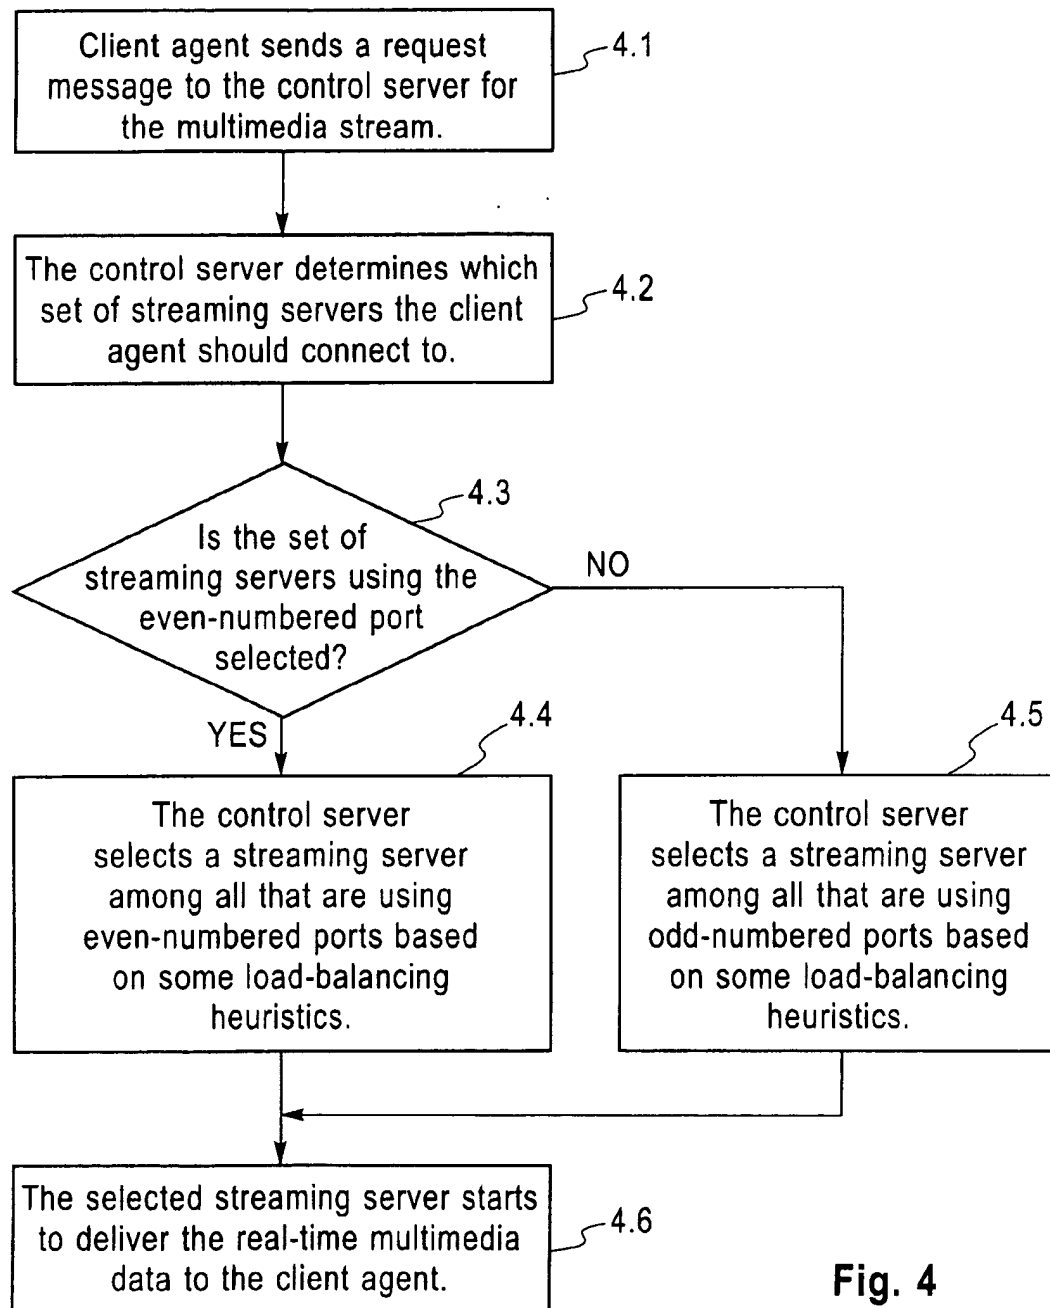 Client agent sends a request
message to the control server for
the multimedia stream.
4.1
The control server determines which
set of streaming servers the client
agent should connect to.
4.2
4.3
Is the set of
streaming servers using the
even-numbered port
selected?
NO
YES
4.4
The control server
selects a streaming server
among all that are using
even-numbered ports based
on some load-balancing
heuristics.
4.5
The control server
selects a streaming server
among all that are using
odd-numbered ports based
on some load-balancing
heuristics.
The selected streaming server starts
to deliver the real-time multimedia
data to the client agent.
4.6
Fig. 4